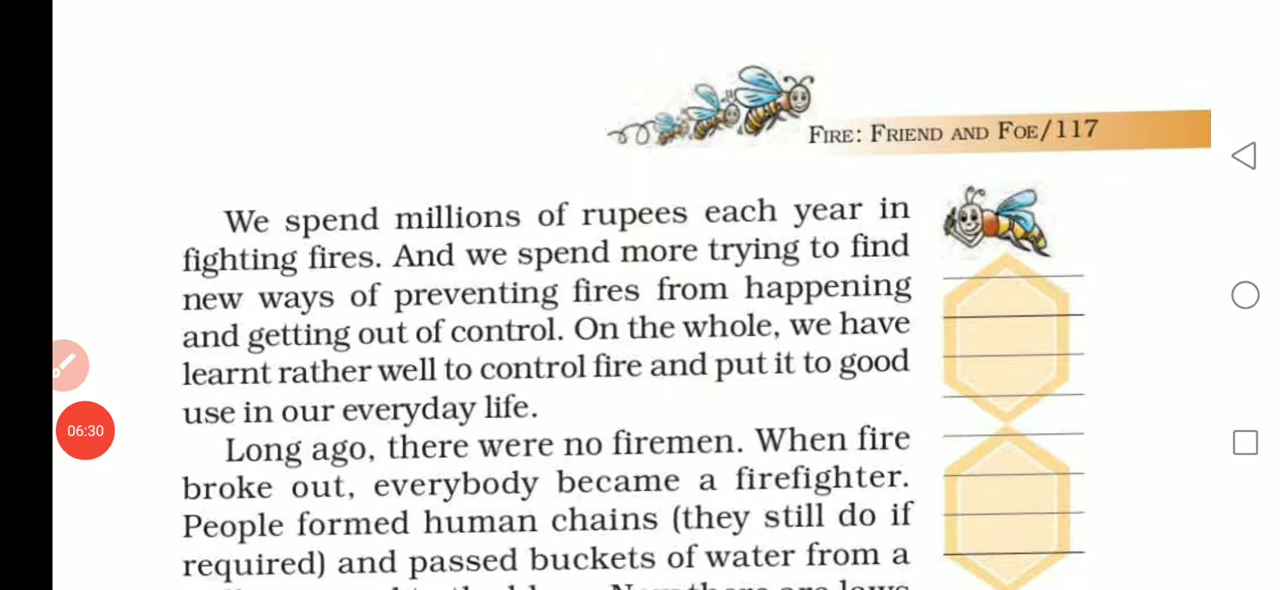 FIRE: FRIEND AND FOE/117
We spend millions of rupees each year in
fighting fires. And we spend more trying to find
new ways of preventing fires from happening
and getting out of control. On the whole, we have
learnt rather well to control fire and put it to good
use in our everyday life.
06:30
Long ago, there were no firemen. When fire
broke out, everybody became a firefighter.
People formed human chains (they still do if
required) and passed buckets of water from a